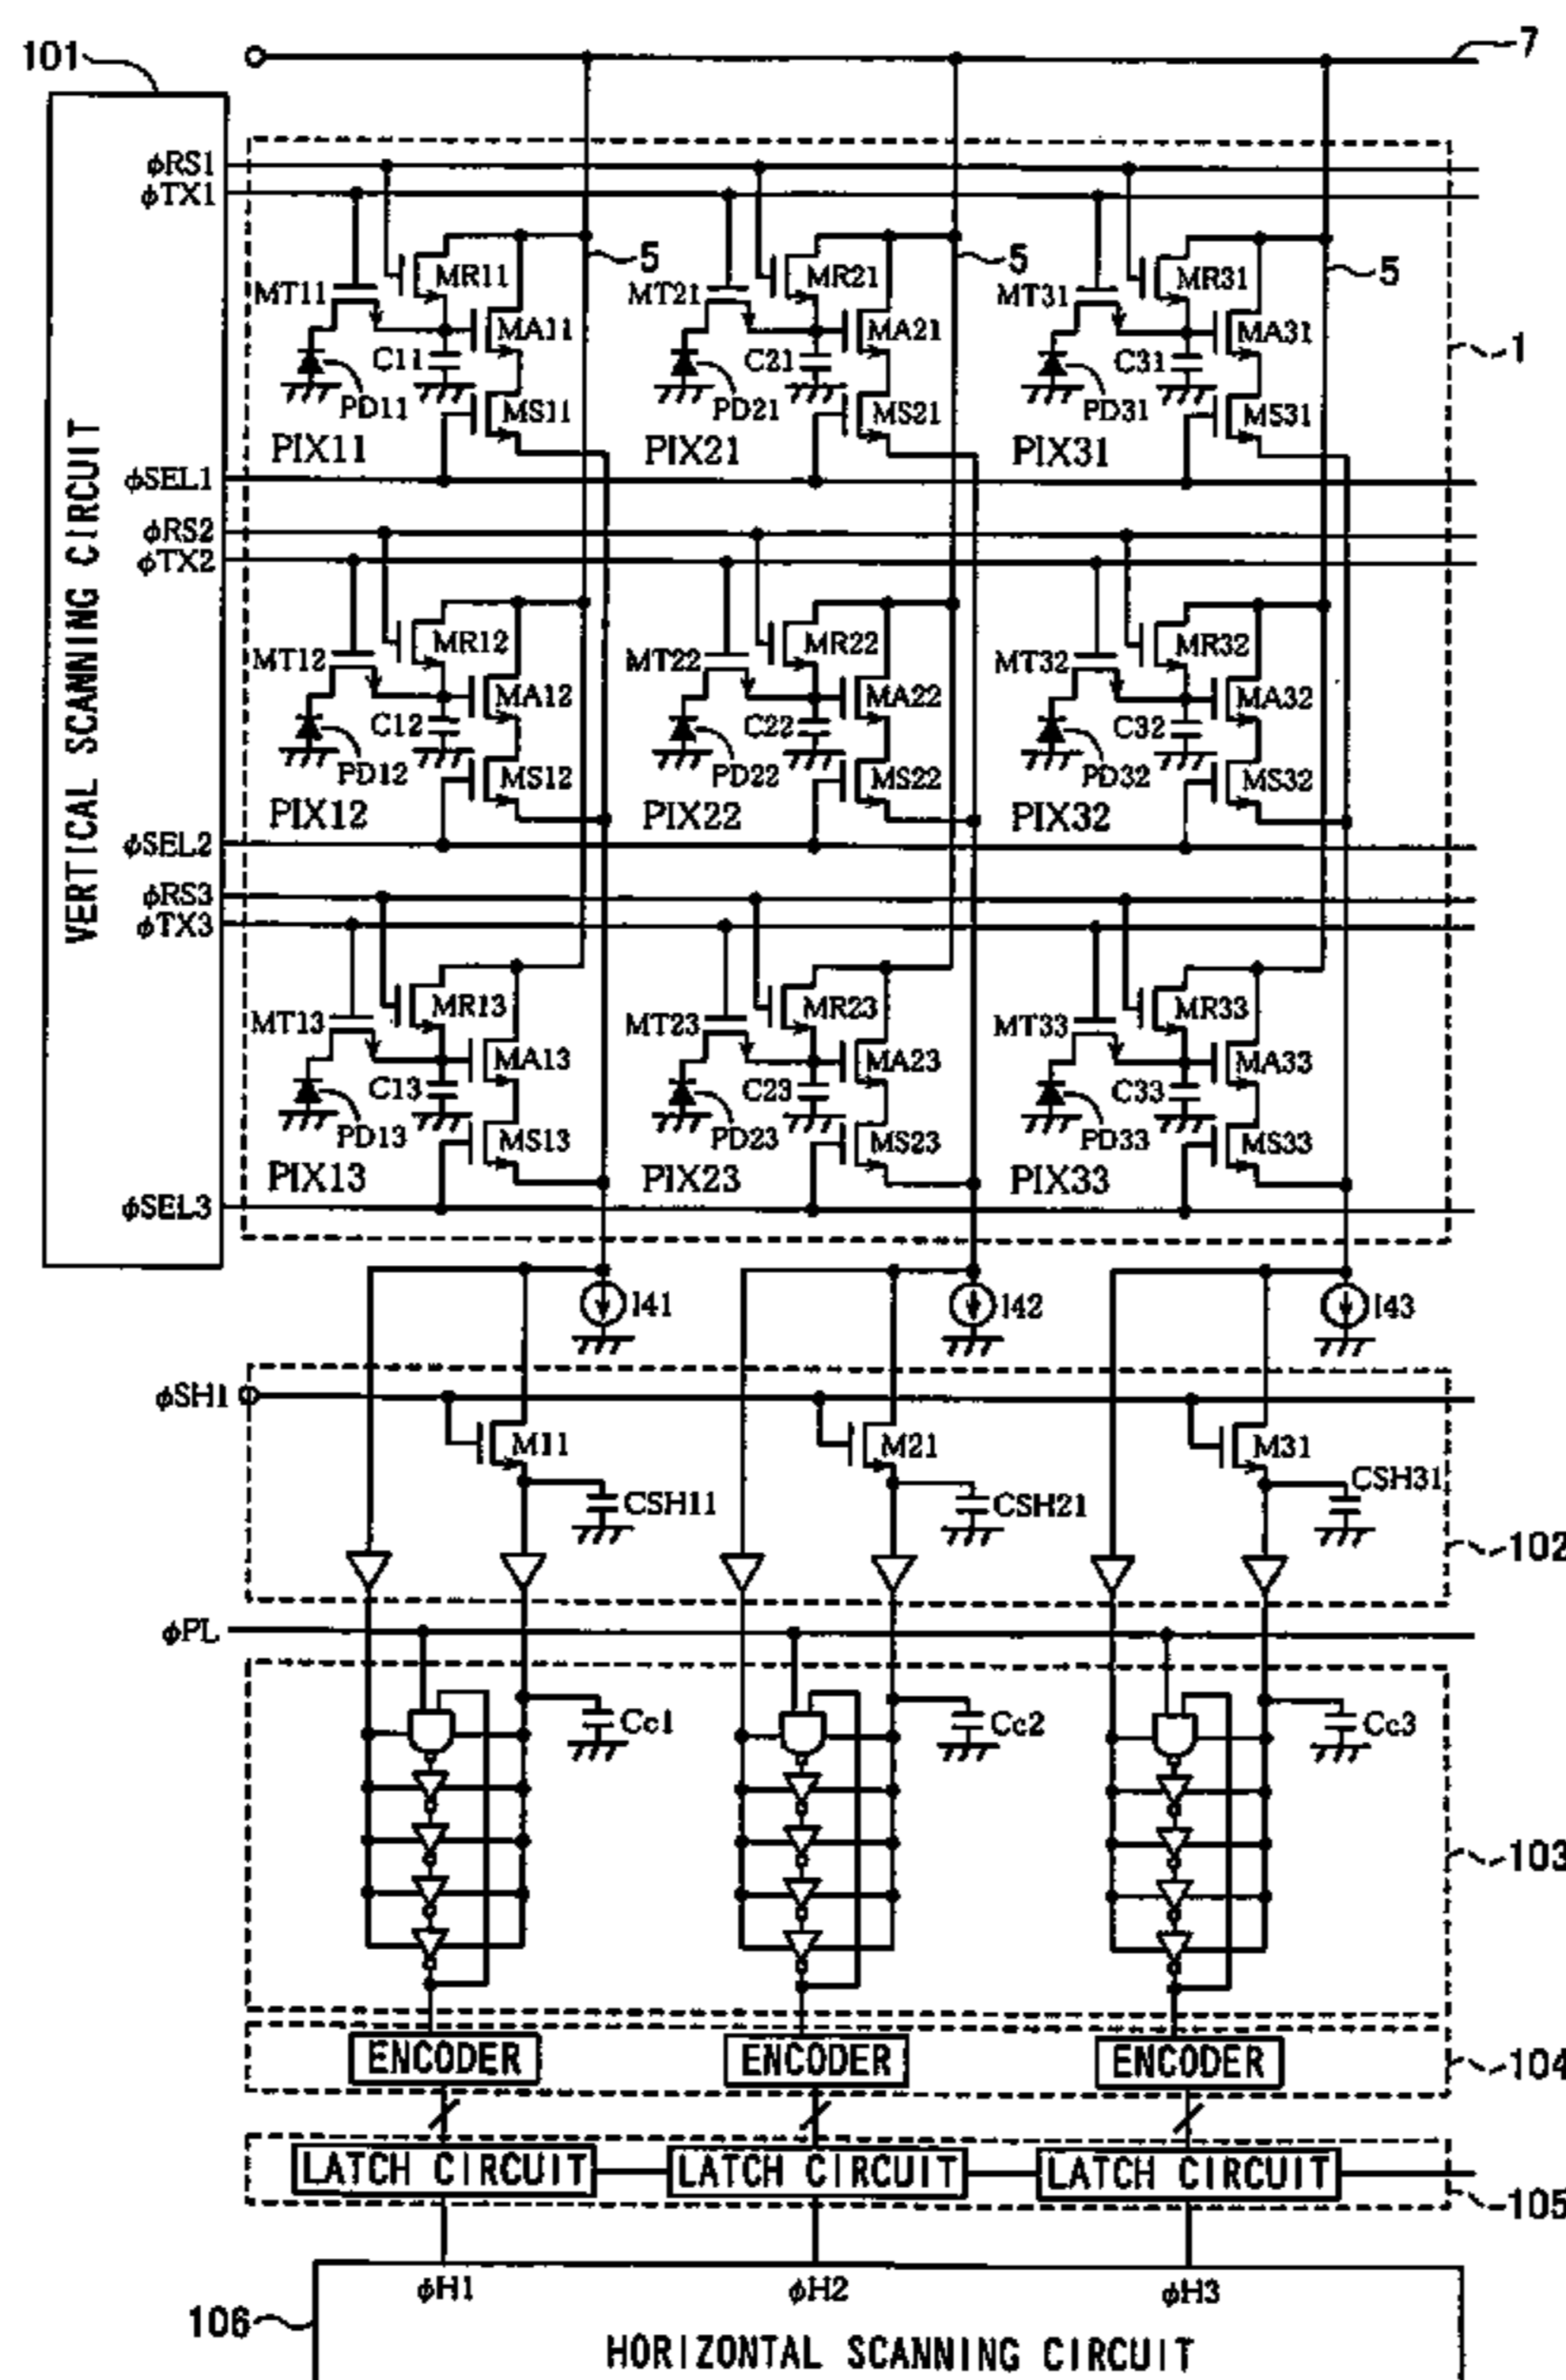 101
7
φRS1
φTX1
5
5
5
MR11
MR21
MR31
MT11
MT21
MT31
MA11
MA21
MA31
1
C11
C21
C31
PD11
PD21
PD31
MS11
MS21
MS31
PIX11
PIX21
PIX31
φSEL1
VERTICAL SCANNING CIRCUIT
φRS2
φTX2
MR12
MR22
MR32
MT12
MT22
MT32
MA12
MA22
MA32
C12
C22
C32
PD12
PD22
PD32
MS12
MS22
MS32
PIX12
PIX22
PIX32
φSEL2
φRS3
φTX3
MR13
MR23
MR33
MT13
MT23
MT33
MA13
MA23
MA33
C13
C23
C33
PD13
PD23
PD33
MS13
MS23
MS33
PIX13
PIX23
PIX33
φSEL3
I41
I42
I43
φSH1
M11
M21
M31
CSH11
CSH21
CSH31
102
φPL
Cc1
Cc2
Cc3
103
ENCODER
ENCODER
ENCODER
104
LATCH CIRCUIT
LATCH CIRCUIT
LATCH CIRCUIT
105
φH1
φH2
φH3
106
HORIZONTAL SCANNING CIRCUIT